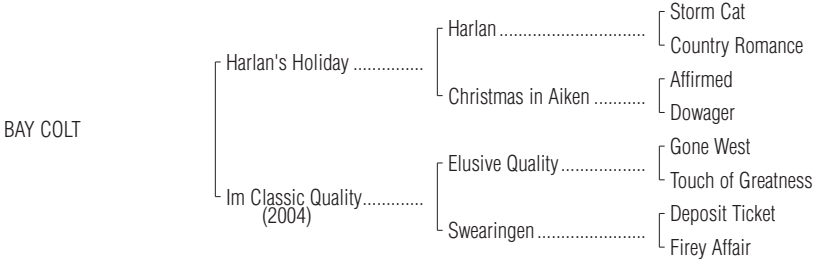 Storm Cat
Harlan
Country Romance
Harlan's Holiday
Affirmed
Christmas in Aiken
Dowager
BAY COLT
Gone West
Elusive Quality
Touch of Greatness
Im Classic Quality
(2004)
Deposit Ticket
Swearingen
Firey Affair